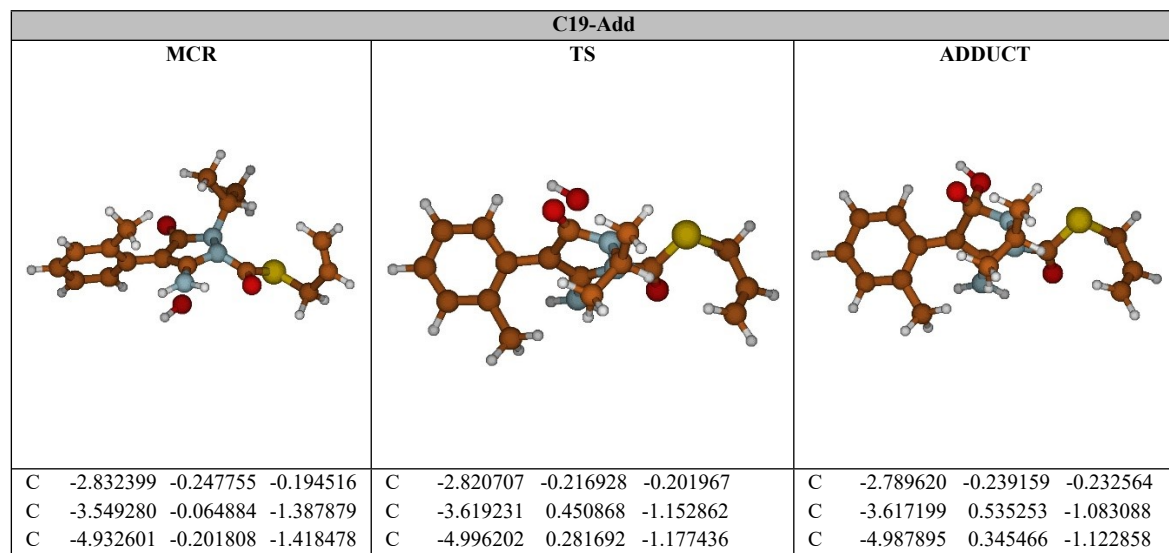 C19-Add
MCR TS ADDUCT
C -2.832399 -0.247755 -0.194516 C -2.820707 -0.216928 -0.201967 C -2.789620 -0.239159 -0.232564
C -3.549280 -0.064884 -1.387879 C -3.619231 0.450868 -1.152862 C -3.617199 0.535253 -1.083088
C -4.932601 -0.201808 -1.418478 C -4.996202 0.281692 -1.177436 C -4.987895 0.345466 -1.122858